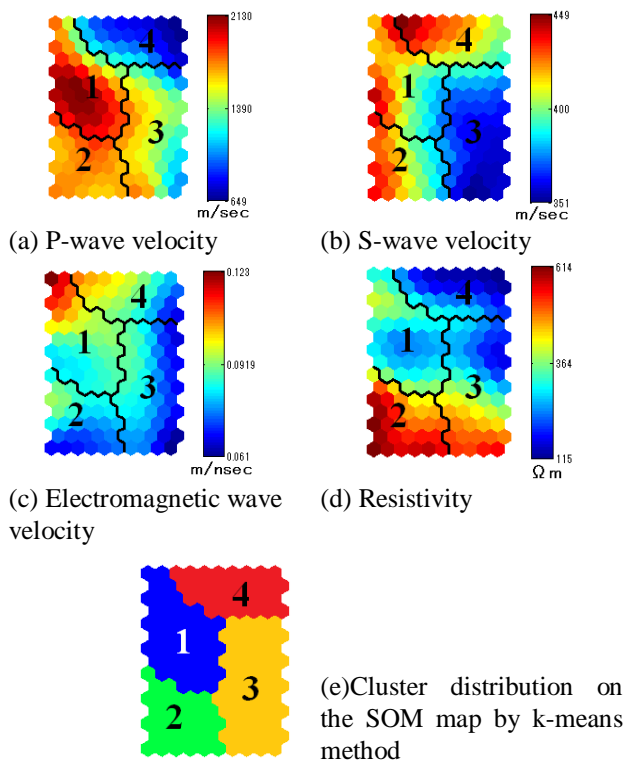 2130
1390
649
m/sec
4
1
3
2
(a) P-wave velocity
449
400
351
m/sec
4
1
3
2
(b) S-wave velocity
0.123
0.0919
0.061
m/nsec
4
1
3
2
(c) Electromagnetic wave
velocity
614
364
115
Ω m
4
1
3
2
(d) Resistivity
4
1
3
2
(e)Cluster distribution on
the SOM map by k-means
method